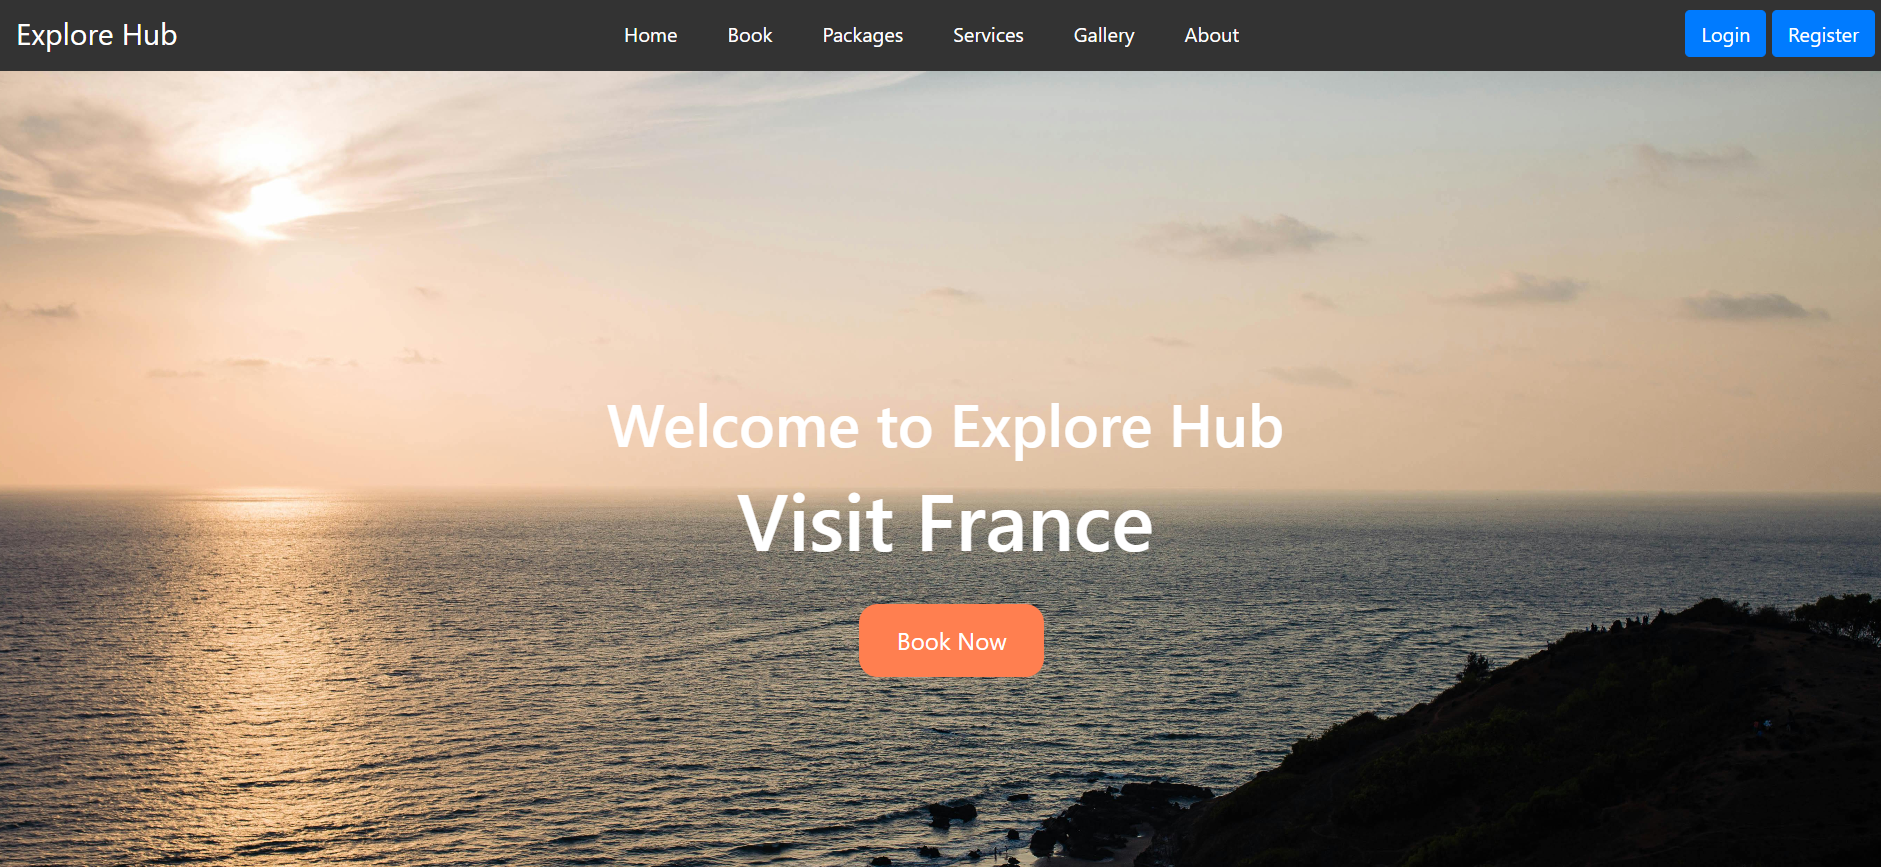 Explore Hub
Home Book Packages Services Gallery About
Login Register
Welcome to Explore Hub
Visit France
Book Now